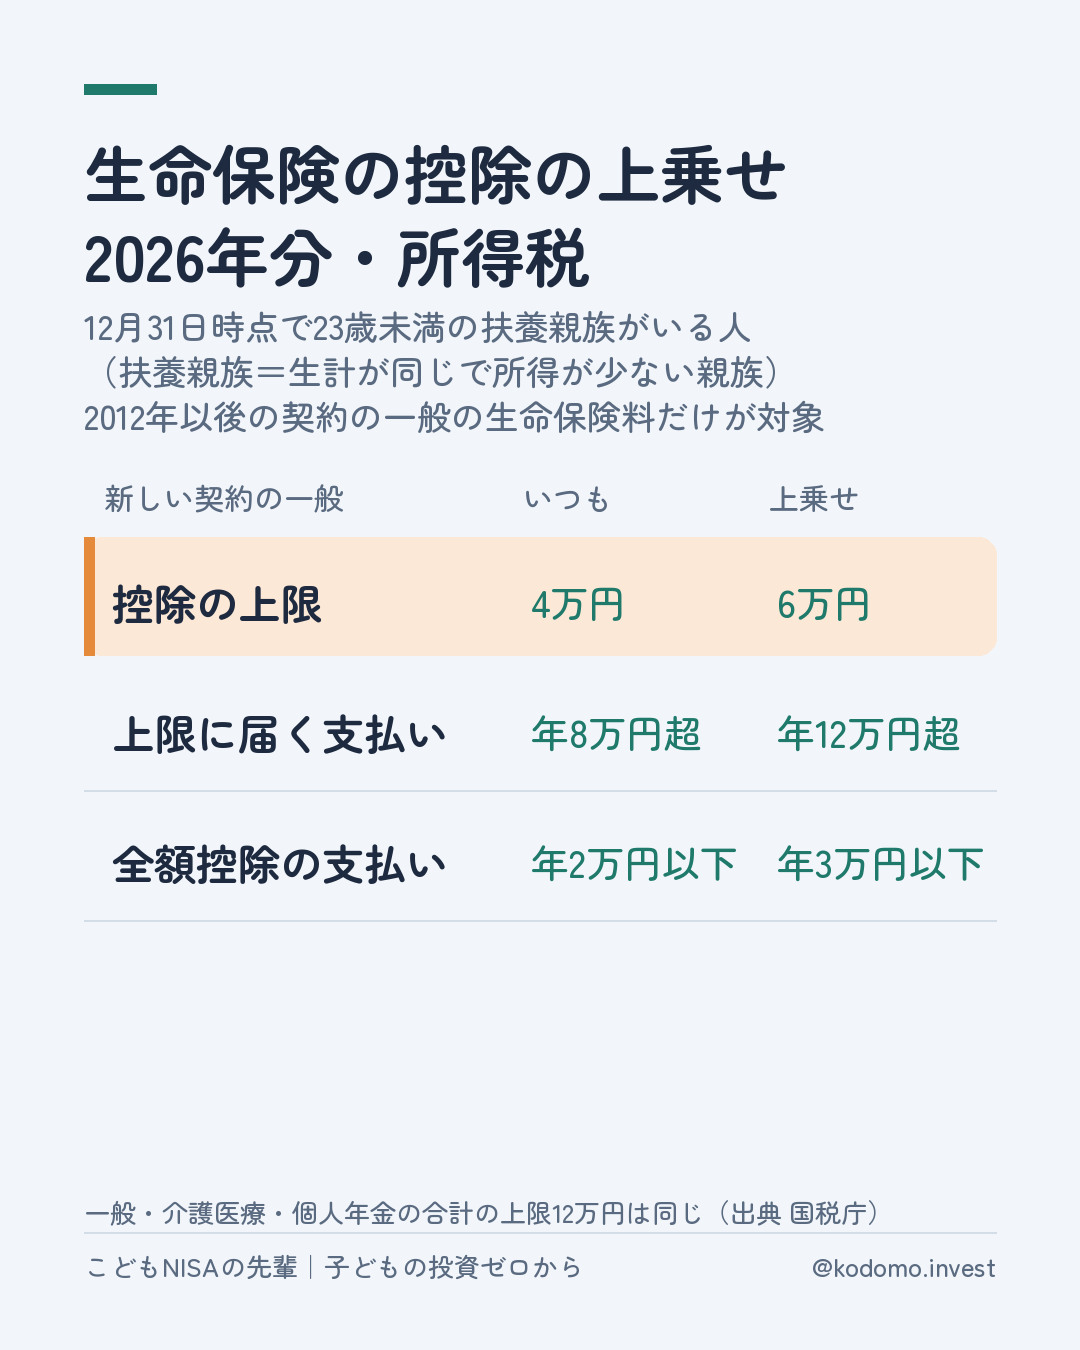 生命保険の控除の上乗せ
2026年分・所得税
12月31日時点で23歳未満の扶養親族がいる人
（扶養親族＝生計が同じで所得が少ない親族）
2012年以後の契約の一般の生命保険料だけが対象
新しい契約の一般 いつも 上乗せ
控除の上限 4万円 6万円
上限に届く支払い 年8万円超 年12万円超
全額控除の支払い 年2万円以下 年3万円以下
一般・介護医療・個人年金の合計の上限12万円は同じ（出典 国税庁）
こどもNISAの先輩｜子どもの投資ゼロから @kodomo.invest